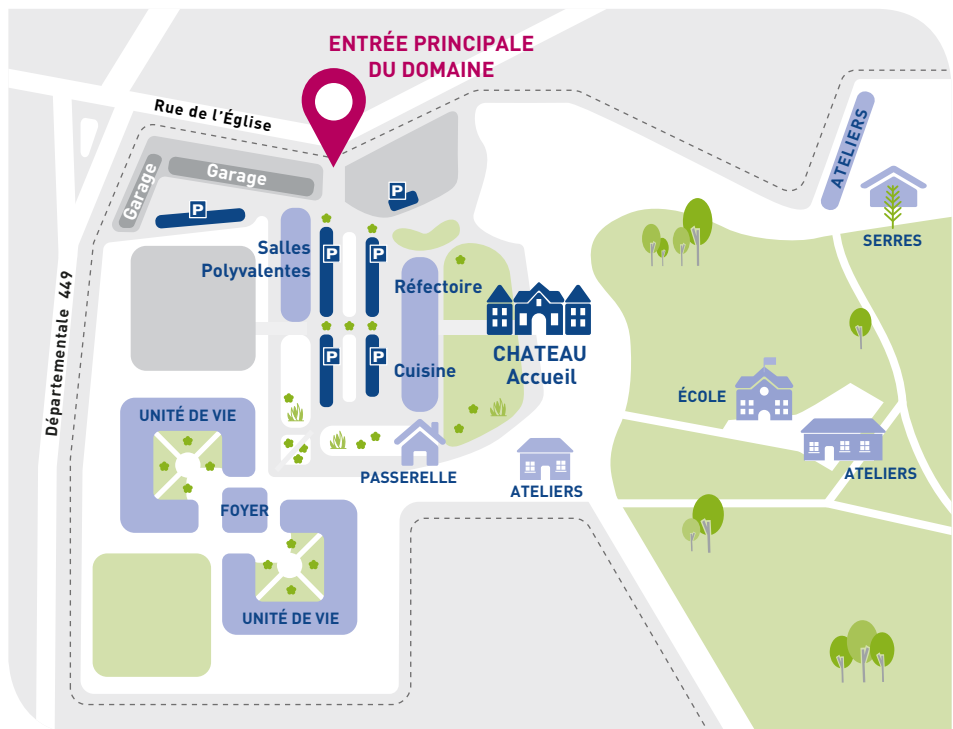 ENTRÉE PRINCIPALE
DU DOMAINE
Rue de l'Église
Garage
Garage
P
P
ATELIERS
SERRES
Salles
Polyvalentes
P
P
Réfectoire
Départementale 449
CHATEAU
Accueil
P
P
Cuisine
ÉCOLE
UNITÉ DE VIE
PASSERELLE
ATELIERS
ATELIERS
FOYER
UNITÉ DE VIE